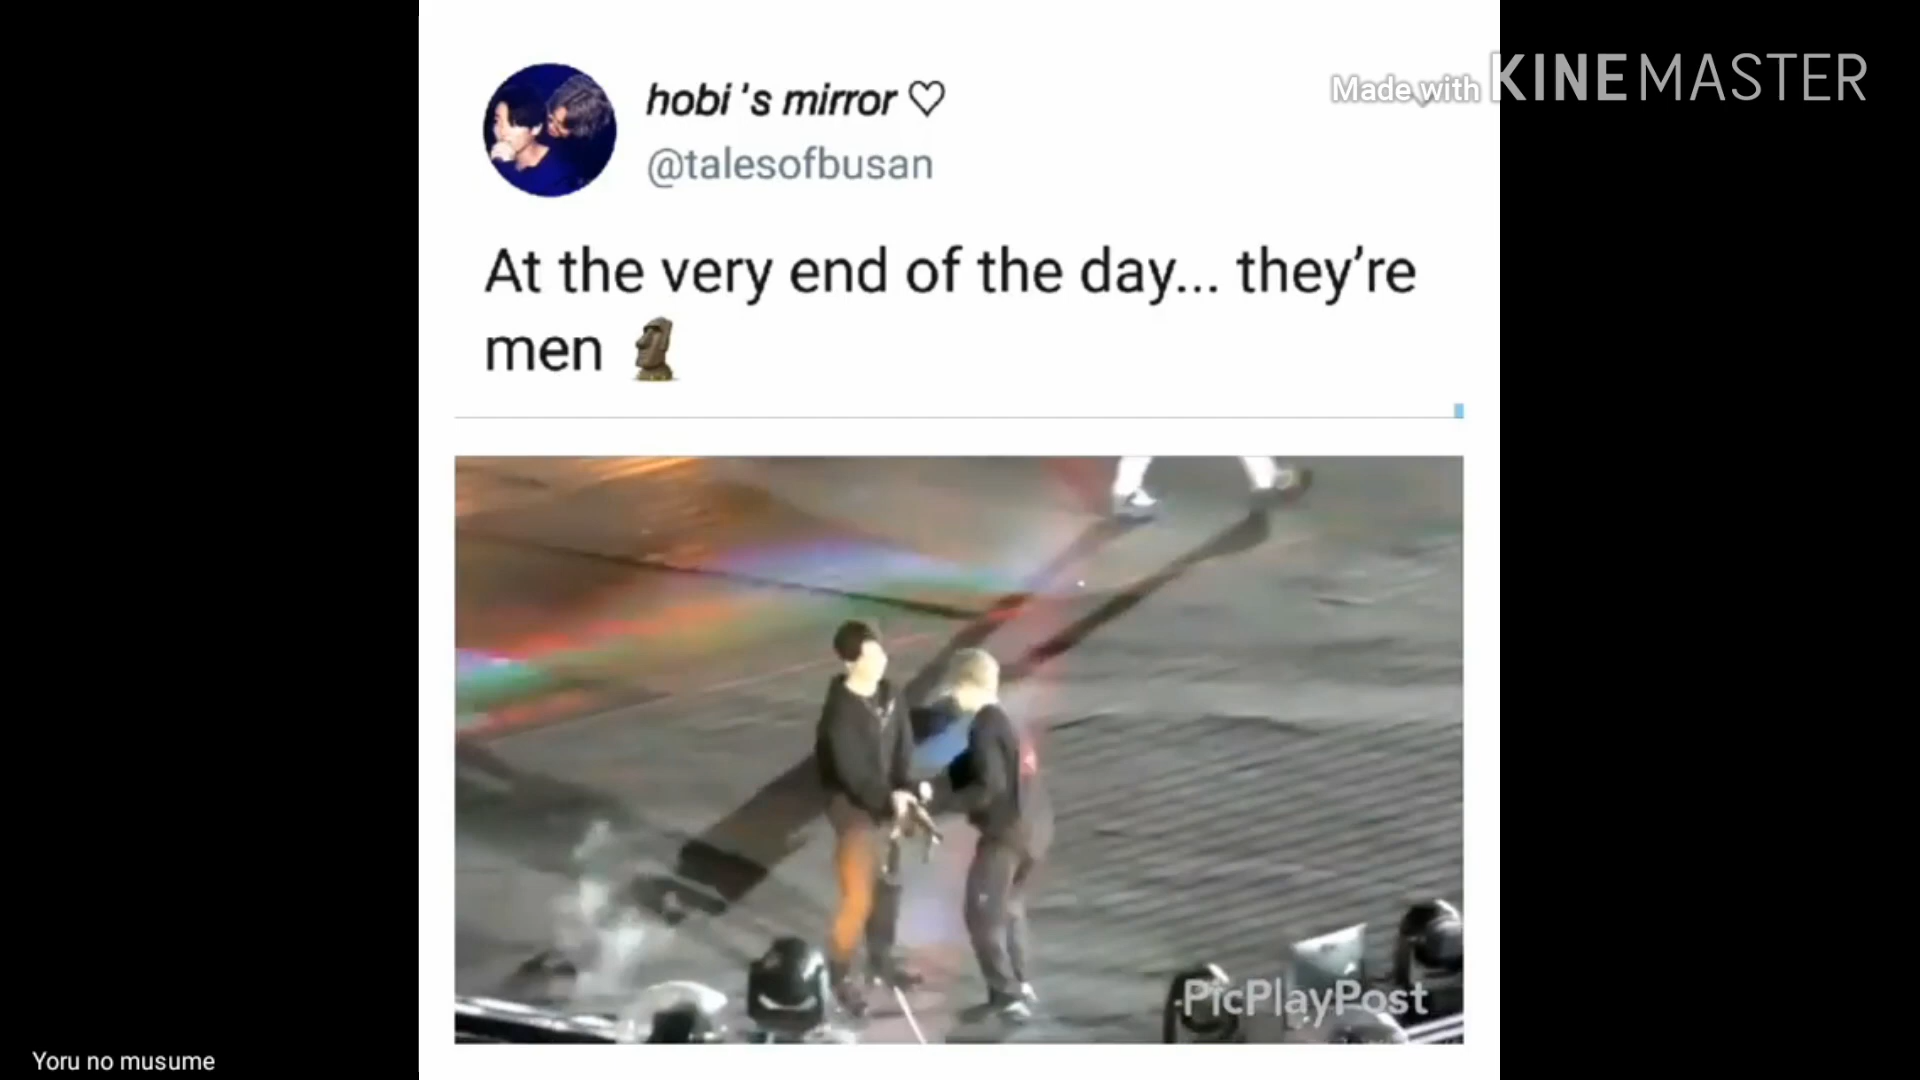 hobi 's mirror ♡
Made with KINEMASTER
@talesofbusan
At the very end of the day... they're
men 🗿
PicPlayPost
Yoru no musume